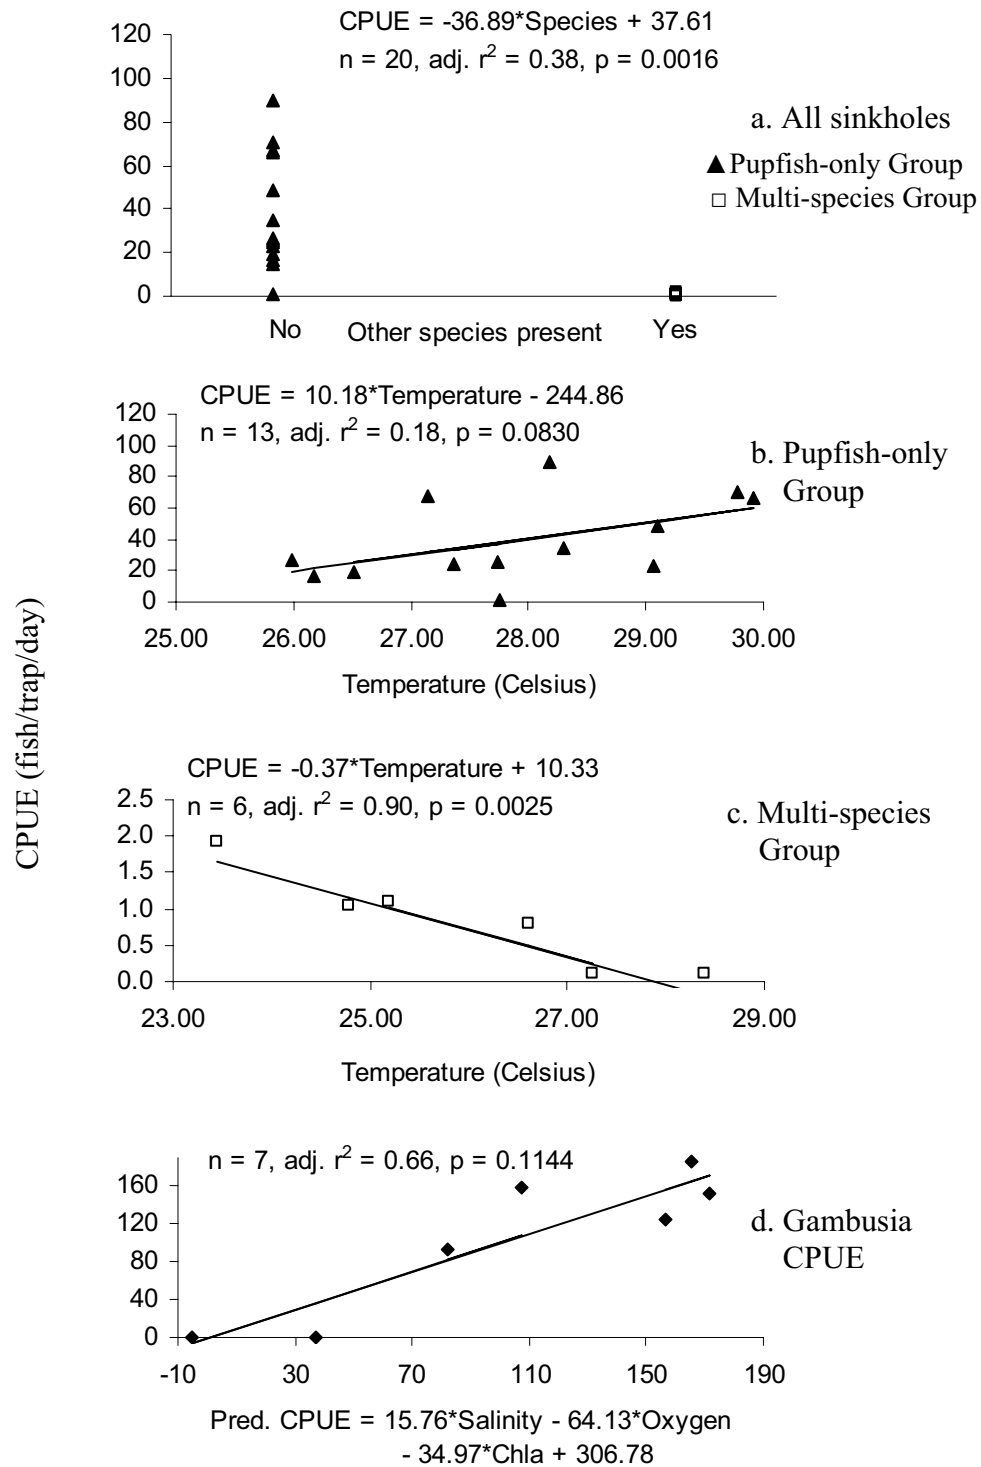 CPUE = -36.89*Species + 37.61
n = 20, adj. r² = 0.38, p = 0.0016
120
100
80
60
40
20
0
a. All sinkholes
Pupfish-only Group
Multi-species Group
No
Other species present
Yes
CPUE = 10.18*Temperature - 244.86
n = 13, adj. r² = 0.18, p = 0.0830
120
100
80
60
40
20
0
b. Pupfish-only
Group
25.00
26.00
27.00
28.00
29.00
30.00
Temperature (Celsius)
CPUE (fish/trap/day)
CPUE = -0.37*Temperature + 10.33
n = 6, adj. r² = 0.90, p = 0.0025
2.5
2.0
1.5
1.0
0.5
0.0
c. Multi-species
Group
23.00
25.00
27.00
29.00
Temperature (Celsius)
n = 7, adj. r² = 0.66, p = 0.1144
160
120
80
40
0
d. Gambusia
CPUE
-10
30
70
110
150
190
Pred. CPUE = 15.76*Salinity - 64.13*Oxygen
- 34.97*Chla + 306.78